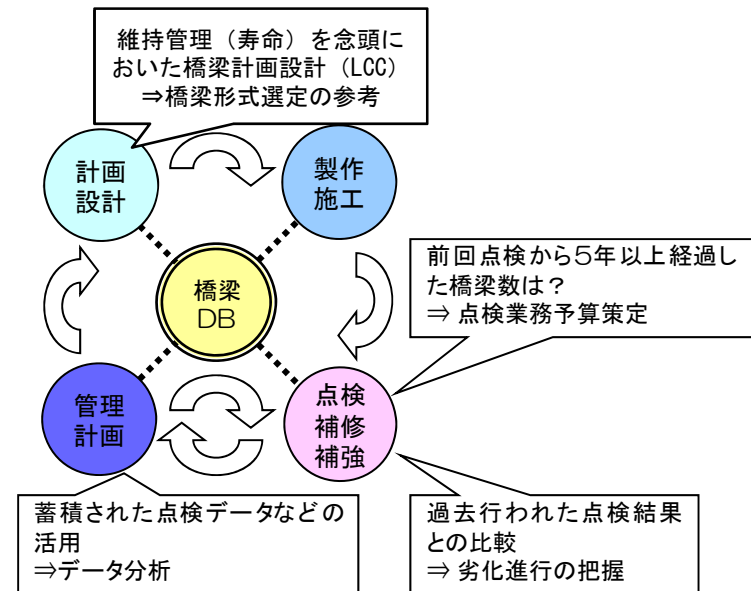 維持管理（寿命）を念頭に
おいた橋梁計画設計（LCC）
⇒橋梁形式選定の参考
計画
設計
製作
施工
橋梁
DB
前回点検から5年以上経過し
た橋梁数は？
⇒ 点検業務予算策定
管理
計画
点検
補修
補強
蓄積された点検データなどの
活用
⇒データ分析
過去行われた点検結果
との比較
⇒ 劣化進行の把握